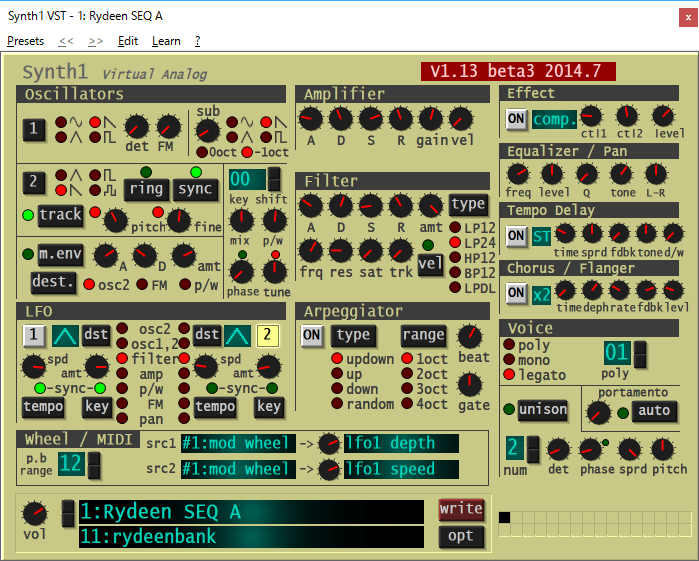 Synth1 VST - 1: Rydeen SEQ A
x
Presets << >> Edit Learn ?
Synth1 Virtual Analog
V1.13 beta3 2014.7
Oscillators
1
det FM
sub
0oct -1oct
2
ring sync
track
pitch fine
00
key shift
mix p/w
phase tune
m.env
A D amt
dest. osc2 FM p/w
Amplifier
A D S R gain vel
Filter
A D S R amt
type
LP12
LP24
HP12
BP12
LPDL
frq res sat trk
vel
Effect
ON comp.
ctl1 ctl2 level
Equalizer / Pan
freq level Q tone L-R
Tempo Delay
ON ST
time sprd fdbk toned/w
Chorus / Flanger
ON x2
timedephrate fdbk levl
LFO
1 dst
spd amt
-sync-
tempo key
osc2
osc1,2
filter
amp
p/w
FM
pan
dst 2
spd amt
-sync-
tempo key
Arpeggiator
ON type range
updown
up
down
random
1oct
2oct
3oct
4oct
beat
gate
Voice
poly
mono
legato
01
poly
unison
portamento
auto
2
num
det phase sprd pitch
Wheel / MIDI
p.b
range 12
src1 #1:mod wheel -> lfo1 depth
src2 #1:mod wheel -> lfo1 speed
vol
1:Rydeen SEQ A
11:rydeenbank
write
opt